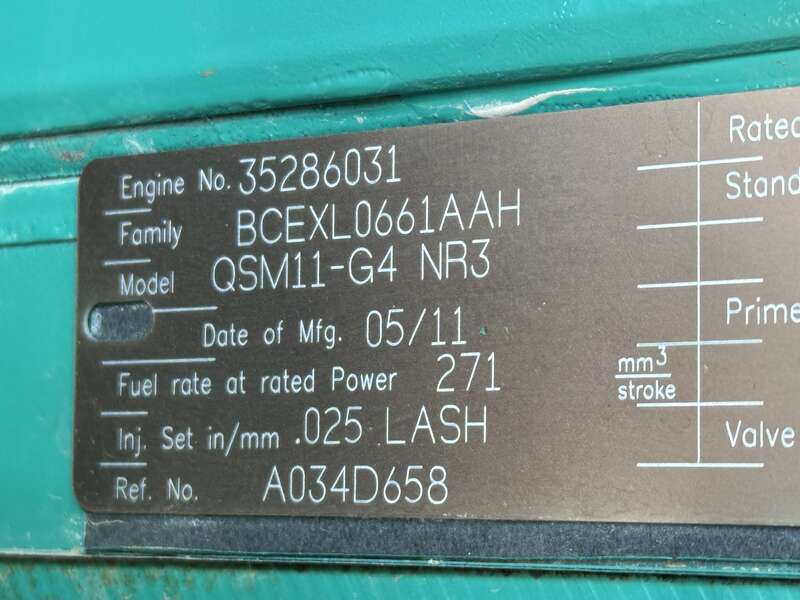 Engine No. 35286031
Family BCEXL0661AAH
Model QSM11-G4 NR3
Date of Mfg. 05/11
Fuel rate at rated Power 271 mm³/stroke
Inj. Set in/mm .025 LASH
Ref. No. A034D658
Rated
Stand
Prime
Valve